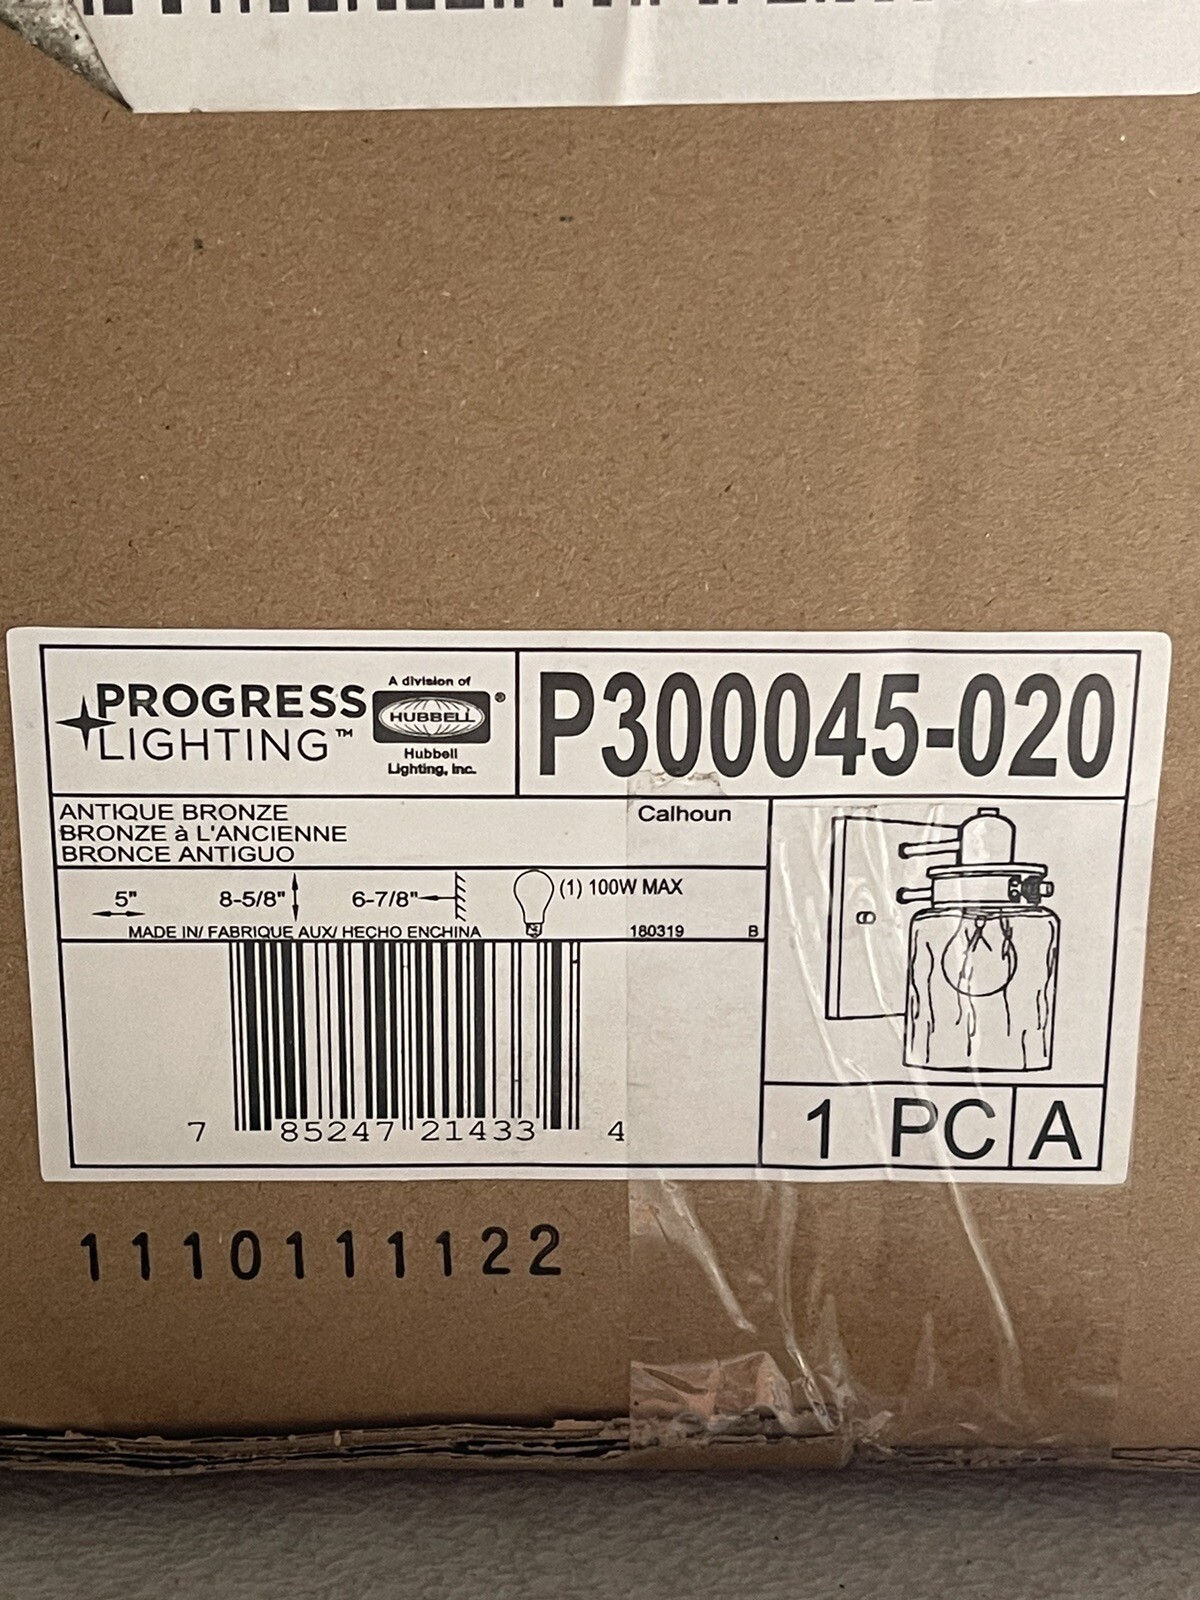 PROGRESS
LIGHTING™
A division of
HUBBELL®
Hubbell
Lighting, Inc.
P300045-020
ANTIQUE BRONZE
BRONZE à L'ANCIENNE
BRONCE ANTIGUO
Calhoun
5" 8-5/8" 6-7/8" (1) 100W MAX
MADE IN/ FABRIQUE AUX/ HECHO ENCHINA 180319 B
7 85247 21433 4
1 PC A
1110111122